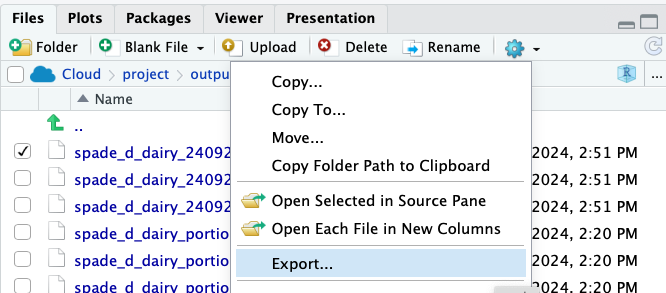 Files Plots Packages Viewer Presentation
Folder Blank File Upload Delete Rename
Cloud project outpu ...
Name
..
Copy...
Copy To...
Move...
Copy Folder Path to Clipboard
Open Selected in Source Pane
Open Each File in New Columns
Export...
spade_d_dairy_24092 2024, 2:51 PM
spade_d_dairy_24092 2024, 2:51 PM
spade_d_dairy_24092 2024, 2:51 PM
spade_d_dairy_portio 2024, 2:20 PM
spade_d_dairy_portio 2024, 2:20 PM
spade_d_dairy_portio 2024, 2:20 PM